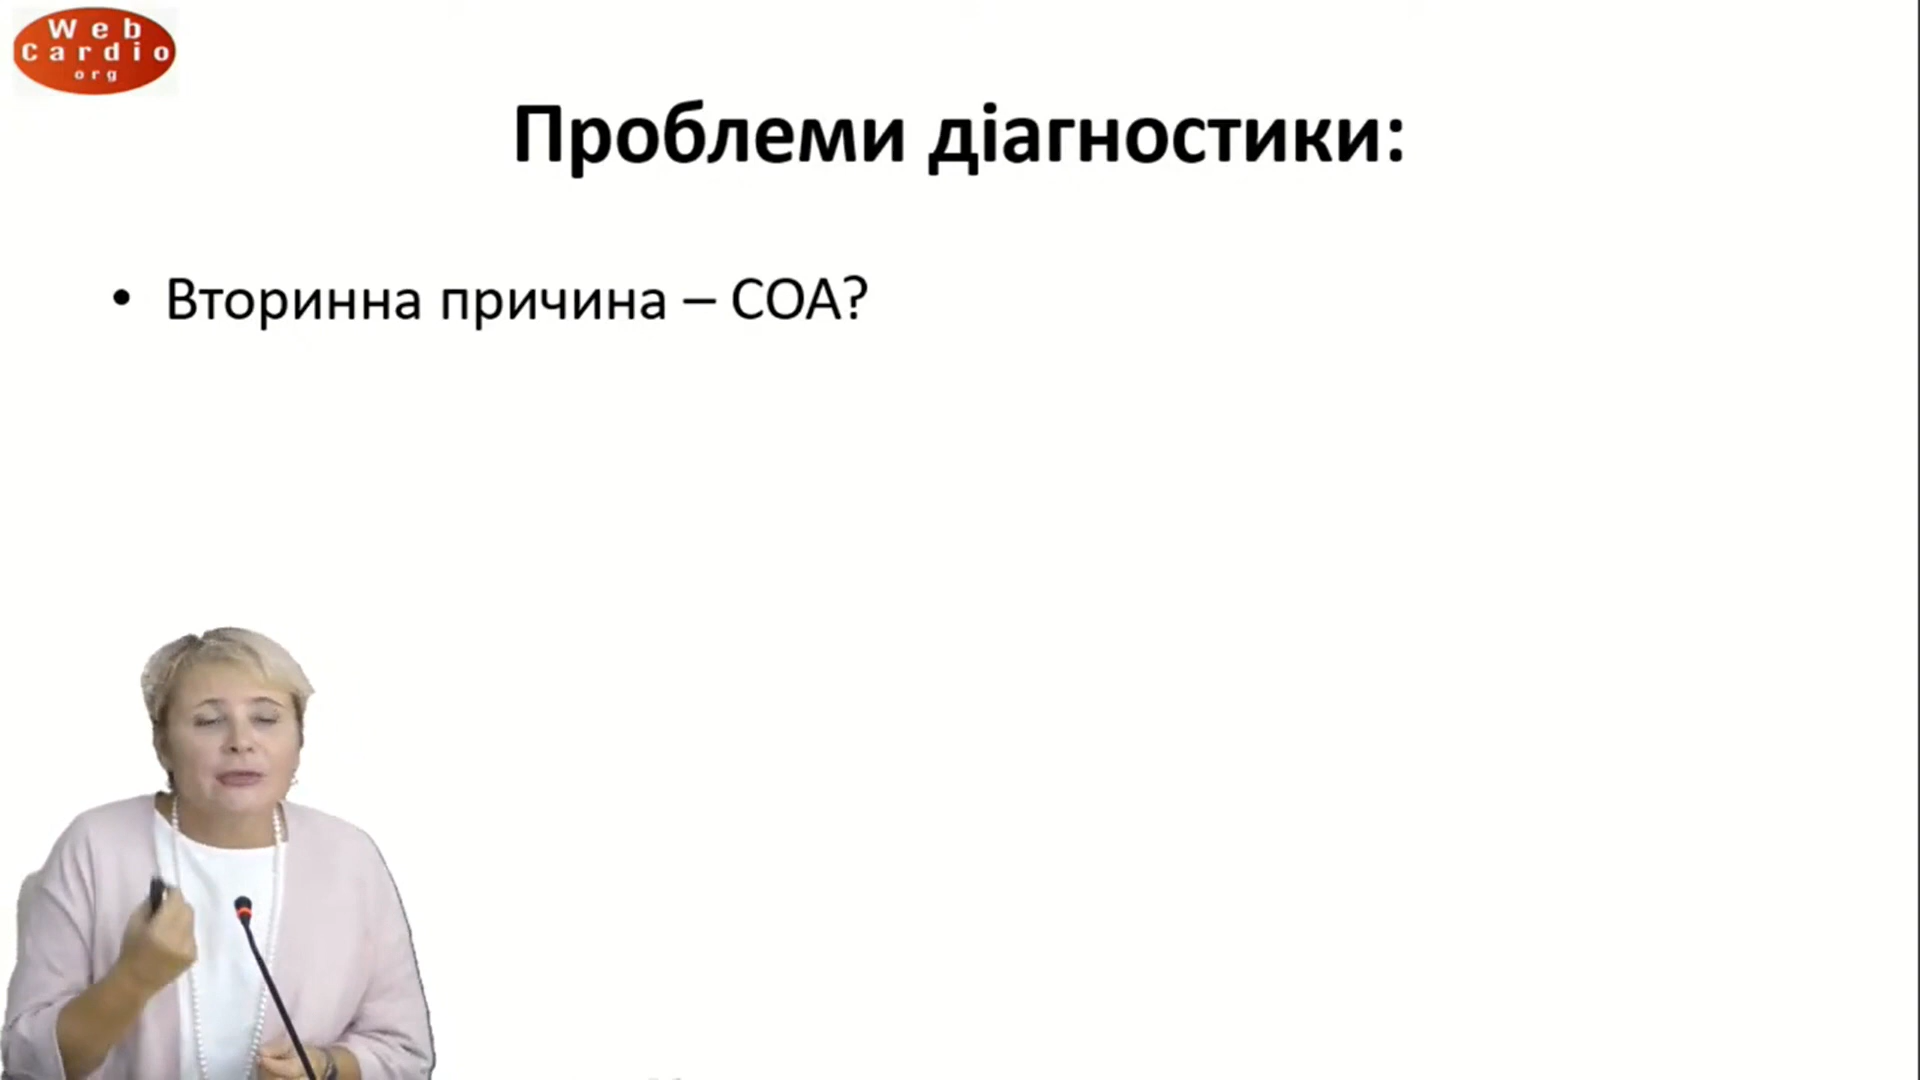 Web
Cardio
org
Проблеми діагностики:
• Вторинна причина – СОА?